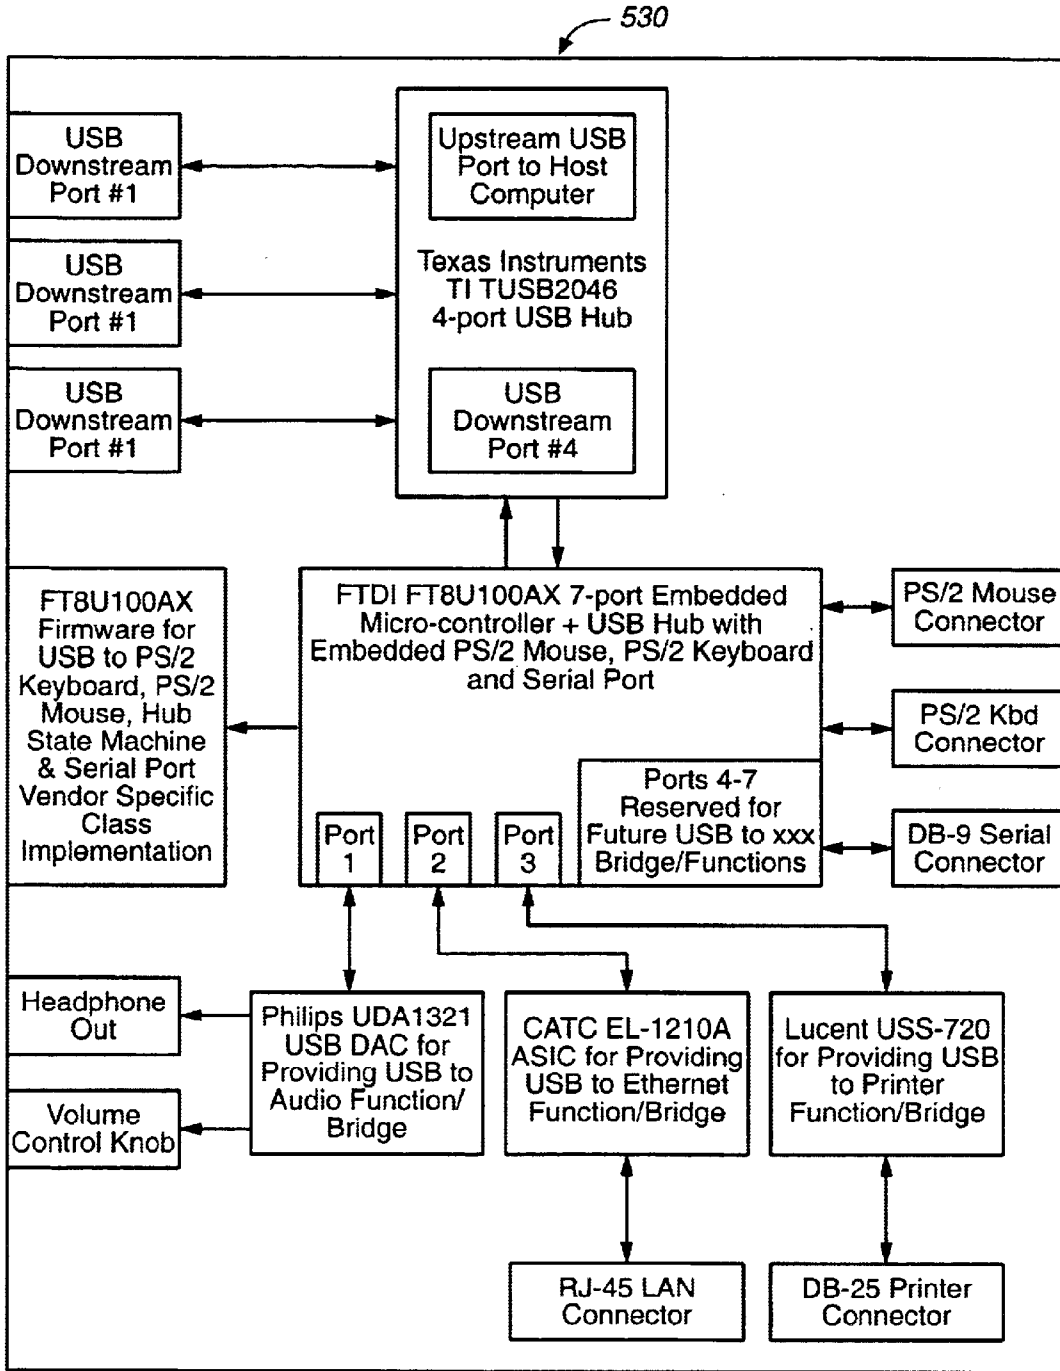 530
USB
Downstream
Port #1
USB
Downstream
Port #1
USB
Downstream
Port #1
Upstream USB
Port to Host
Computer
Texas Instruments
TI TUSB2046
4-port USB Hub
USB
Downstream
Port #4
FT8U100AX
Firmware for
USB to PS/2
Keyboard, PS/2
Mouse, Hub
State Machine
& Serial Port
Vendor Specific
Class
Implementation
FTDI FT8U100AX 7-port Embedded
Micro-controller + USB Hub with
Embedded PS/2 Mouse, PS/2 Keyboard
and Serial Port
Port
1
Port
2
Port
3
Ports 4-7
Reserved for
Future USB to xxx
Bridge/Functions
PS/2 Mouse
Connector
PS/2 Kbd
Connector
DB-9 Serial
Connector
Headphone
Out
Volume
Control Knob
Philips UDA1321
USB DAC for
Providing USB to
Audio Function/
Bridge
CATC EL-1210A
ASIC for Providing
USB to Ethernet
Function/Bridge
Lucent USS-720
for Providing USB
to Printer
Function/Bridge
RJ-45 LAN
Connector
DB-25 Printer
Connector